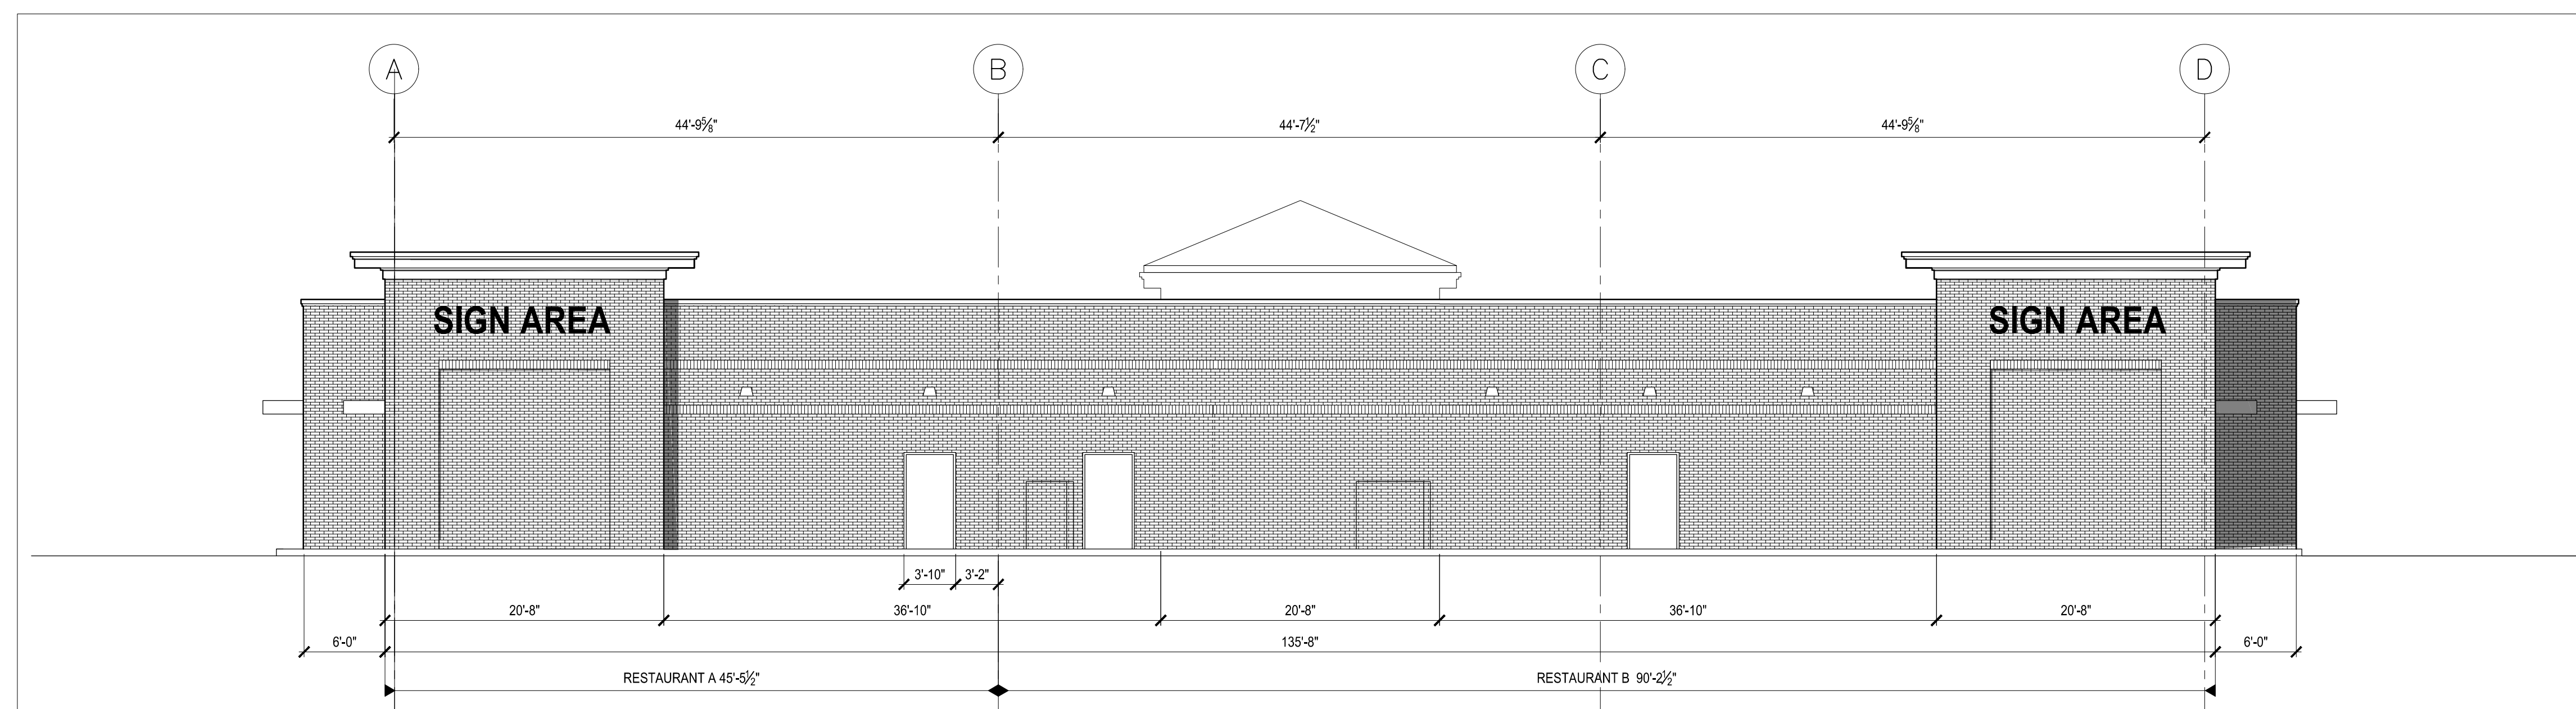 A B C D
44'-9⅝" 44'-7½" 44'-9⅝"
SIGN AREA SIGN AREA
3'-10" 3'-2"
20'-8" 36'-10" 20'-8" 36'-10" 20'-8"
6'-0" 135'-8" 6'-0"
RESTAURANT A 45'-5½" RESTAURANT B 90'-2½"